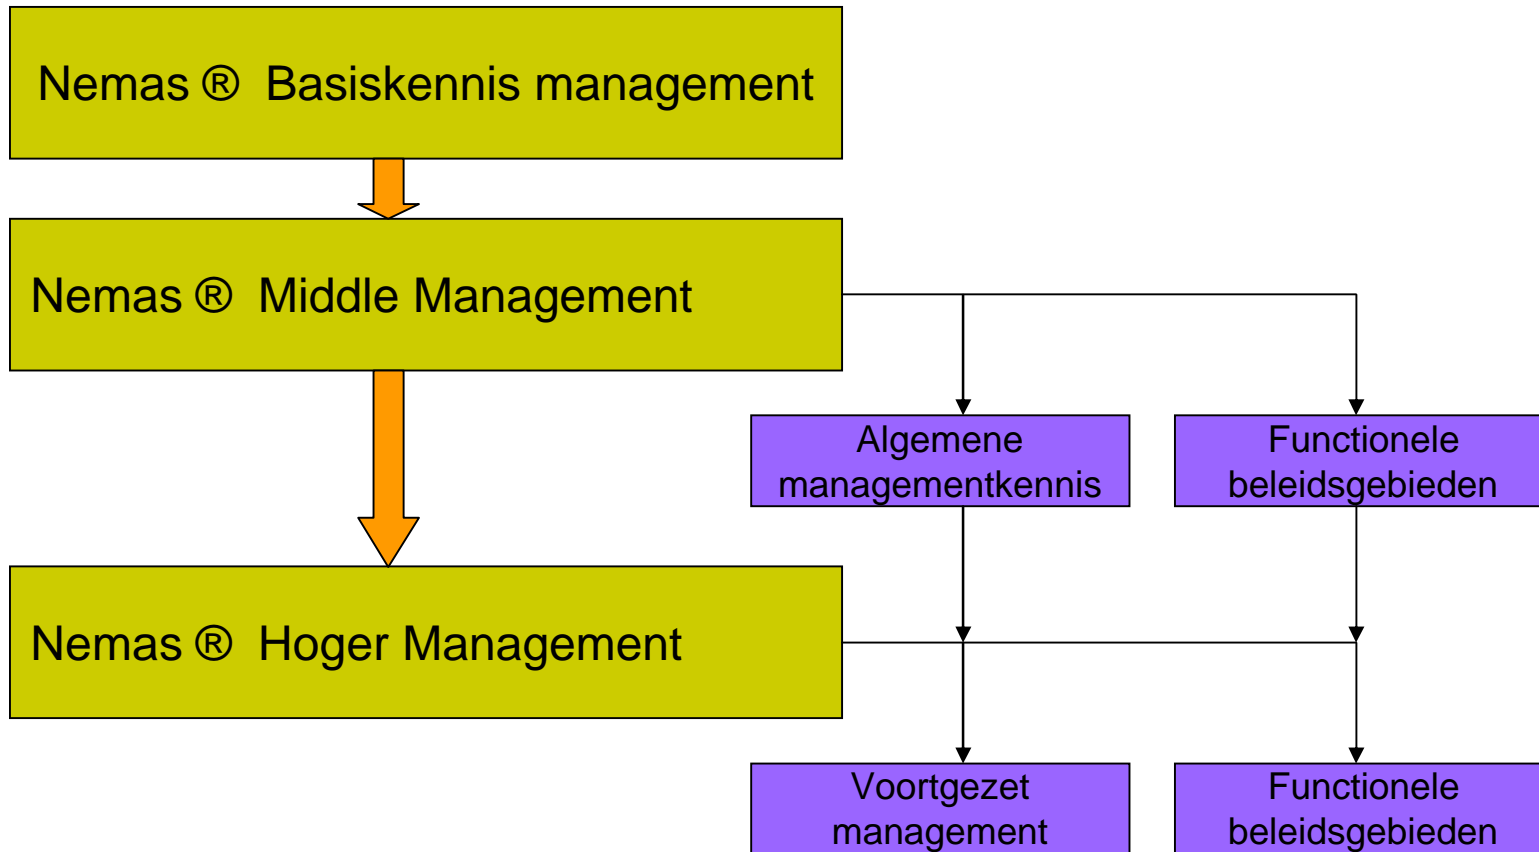 Nemas ® Basiskennis management
Nemas ® Middle Management
Algemene
managementkennis
Functionele
beleidsgebieden
Nemas ® Hoger Management
Voortgezet
management
Functionele
beleidsgebieden